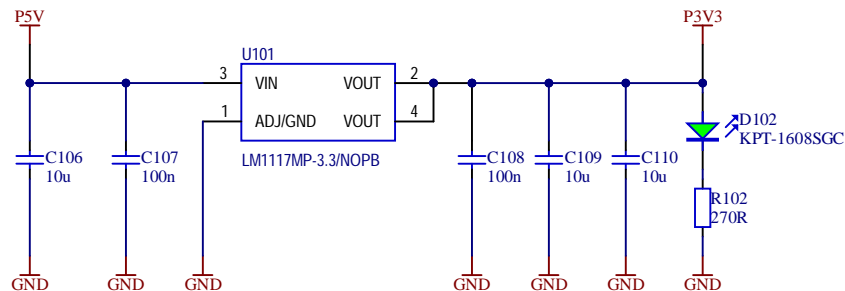 P5V
P3V3
U101
3
VIN
VOUT
2
1
ADJ/GND
VOUT
4
LM1117MP-3.3/NOPB
C106
10u
C107
100n
C108
100n
C109
10u
C110
10u
D102
KPT-1608SGC
R102
270R
GND
GND
GND
GND
GND
GND
GND